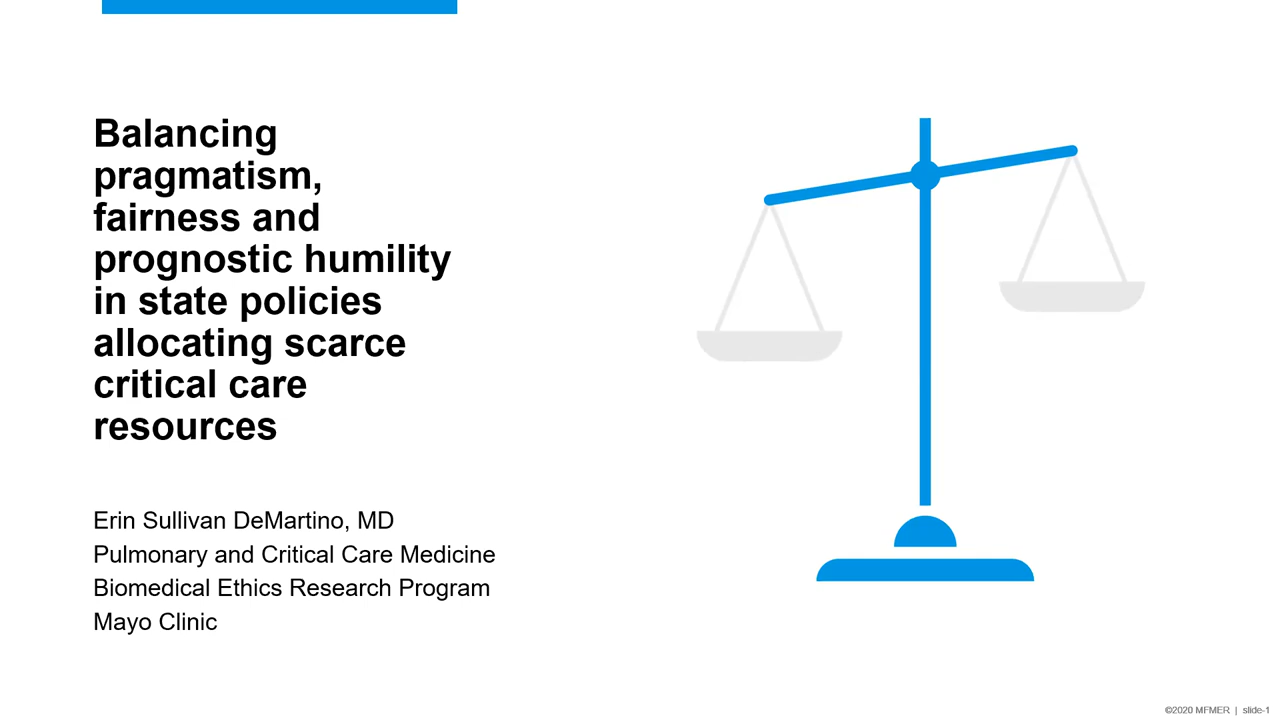 Balancing
pragmatism,
fairness and
prognostic humility
in state policies
allocating scarce
critical care
resources
Erin Sullivan DeMartino, MD
Pulmonary and Critical Care Medicine
Biomedical Ethics Research Program
Mayo Clinic
©2020 MFMER | slide-1